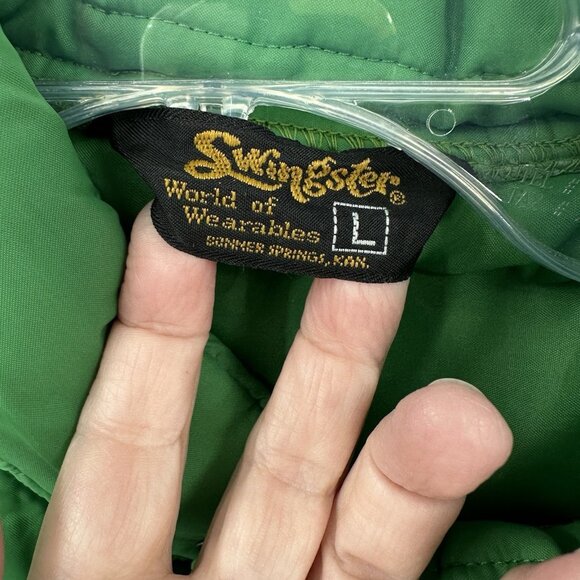 Swingster®
World of
Wearables
L
BONNER SPRINGS, KAN.